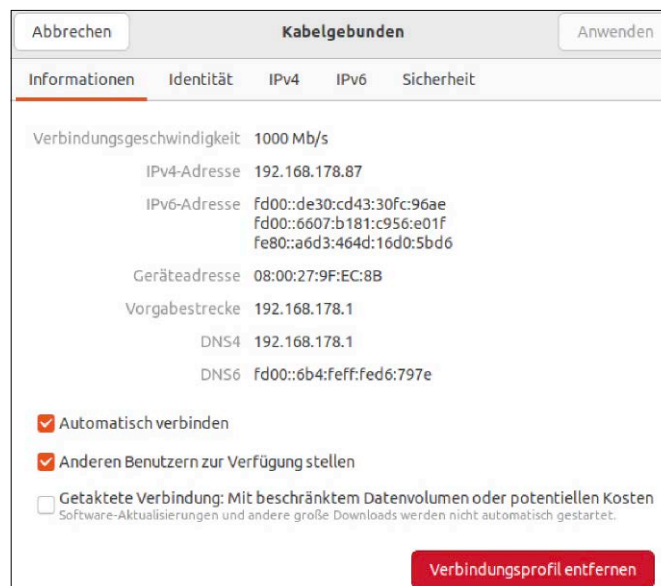 Abbrechen Kabelgebunden Anwenden
Informationen Identität IPv4 IPv6 Sicherheit
Verbindungsgeschwindigkeit 1000 Mb/s
IPv4-Adresse 192.168.178.87
IPv6-Adresse fd00::de30:cd43:30fc:96ae
fd00::6607:b181:c956:e01f
fe80::a6d3:464d:16d0:5bd6
Geräteadresse 08:00:27:9F:EC:8B
Vorgabestrecke 192.168.178.1
DNS4 192.168.178.1
DNS6 fd00::6b4:feff:fed6:797e
Automatisch verbinden
Anderen Benutzern zur Verfügung stellen
Getaktete Verbindung: Mit beschränktem Datenvolumen oder potentiellen Kosten
Software-Aktualisierungen und andere große Downloads werden nicht automatisch gestartet.
Verbindungsprofil entfernen